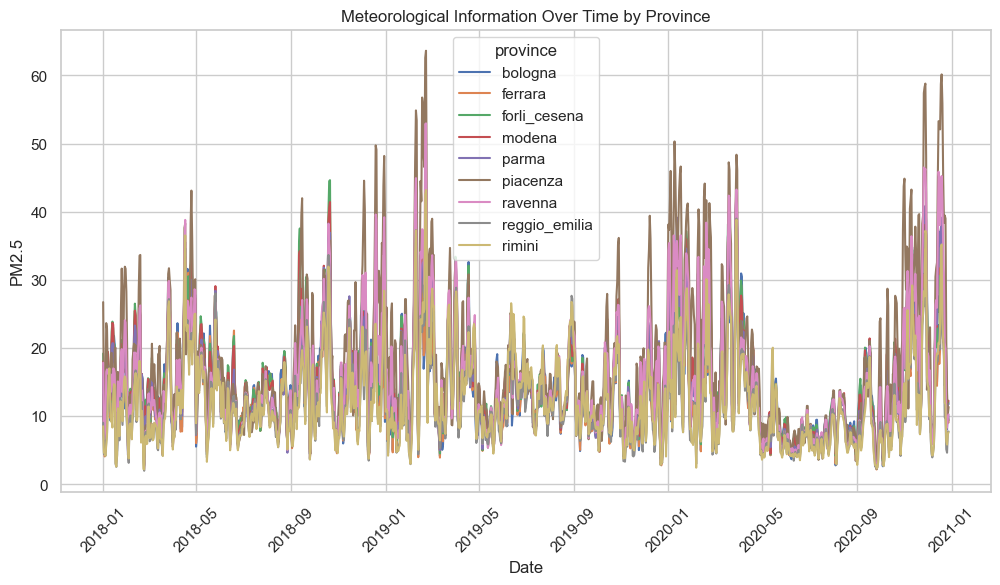 Meteorological Information Over Time by Province
province
bologna
ferrara
forli_cesena
modena
parma
piacenza
ravenna
reggio_emilia
rimini
PM2.5
60
50
40
30
20
10
0
2018-01
2018-05
2018-09
2019-01
2019-05
2019-09
2020-01
2020-05
2020-09
2021-01
Date